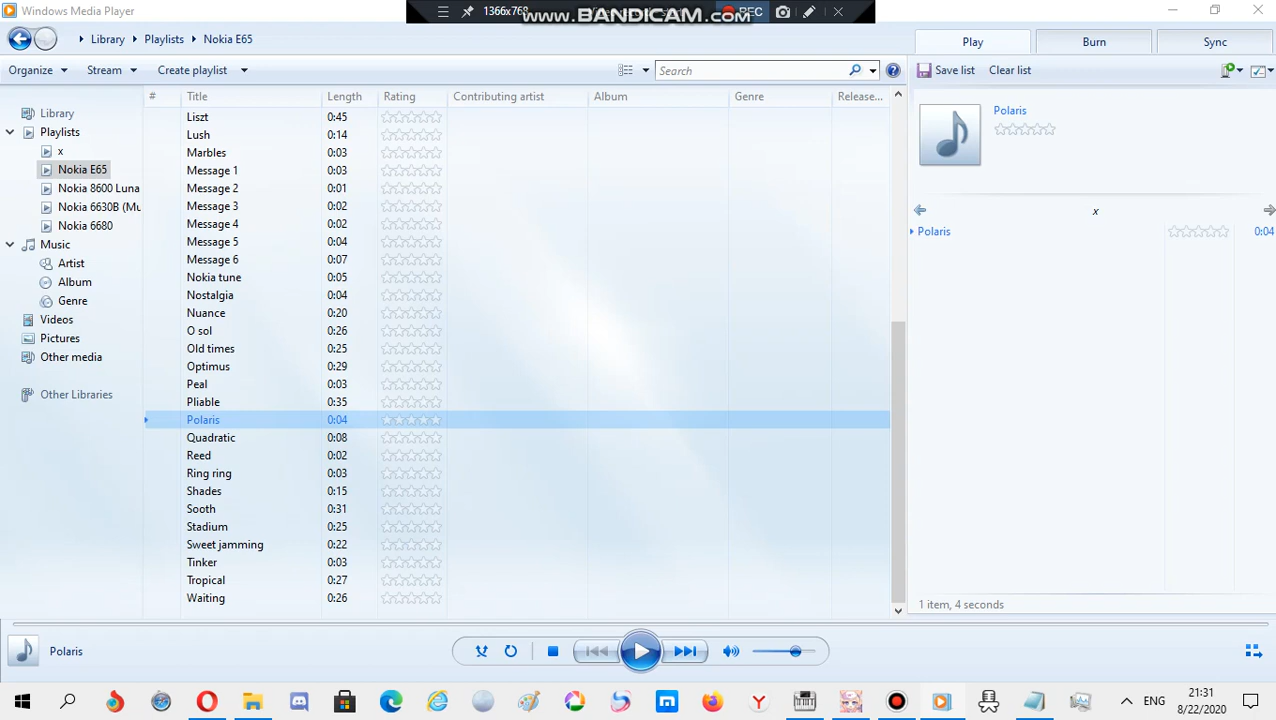 Windows Media Player
1366x768
www.BANDICAM.com
REC
Library Playlists Nokia E65
Play Burn Sync
Organize Stream Create playlist Search Save list Clear list
# Title Length Rating Contributing artist Album Genre Release...
Library
Playlists
x
Nokia E65
Nokia 8600 Luna
Nokia 6630B (Mu
Nokia 6680
Music
Artist
Album
Genre
Videos
Pictures
Other media
Other Libraries
Liszt 0:45
Lush 0:14
Marbles 0:03
Message 1 0:03
Message 2 0:01
Message 3 0:02
Message 4 0:02
Message 5 0:04
Message 6 0:07
Nokia tune 0:05
Nostalgia 0:04
Nuance 0:20
O sol 0:26
Old times 0:25
Optimus 0:29
Peal 0:03
Pliable 0:35
Polaris 0:04
Quadratic 0:08
Reed 0:02
Ring ring 0:03
Shades 0:15
Sooth 0:31
Stadium 0:25
Sweet jamming 0:22
Tinker 0:03
Tropical 0:27
Waiting 0:26
Polaris
x
Polaris 0:04
1 item, 4 seconds
Polaris
ENG
21:31
8/22/2020